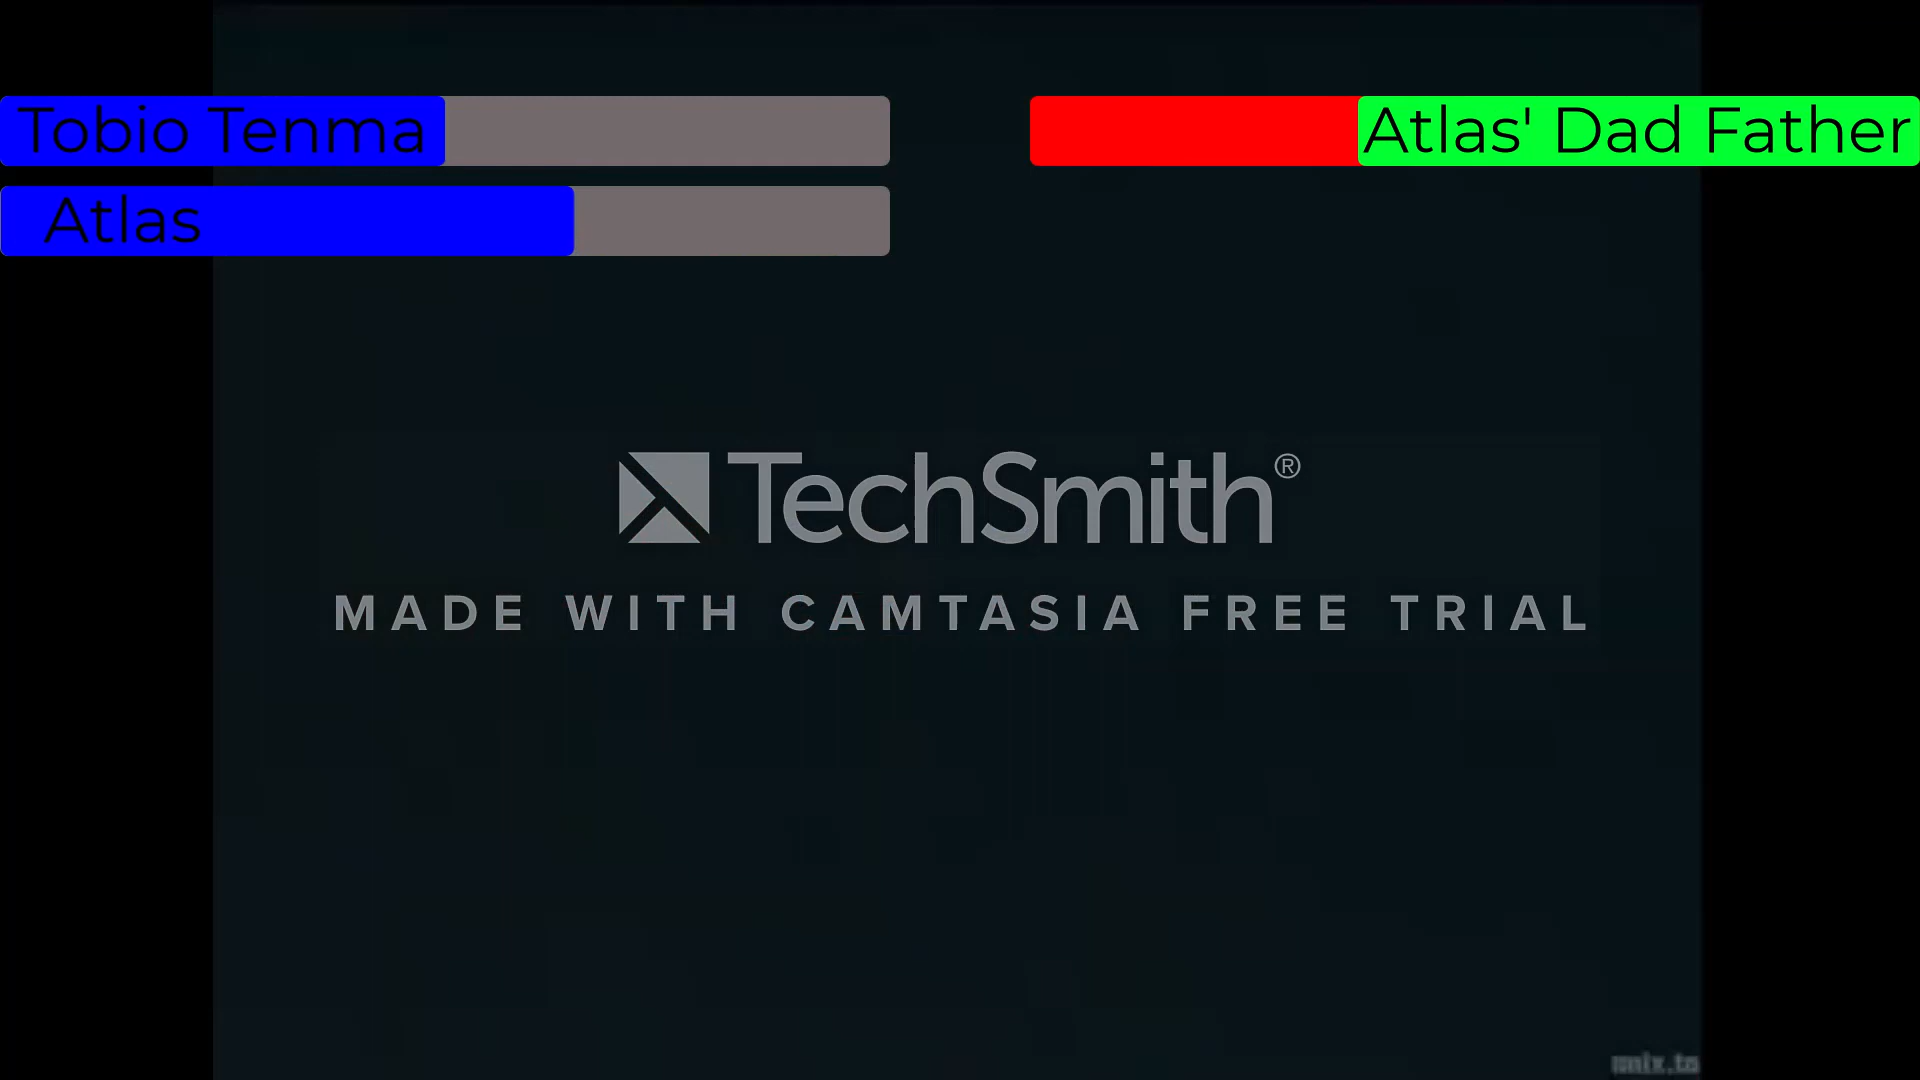 Tobio Tenma
Atlas' Dad Father
Atlas
TechSmith®
MADE WITH CAMTASIA FREE TRIAL